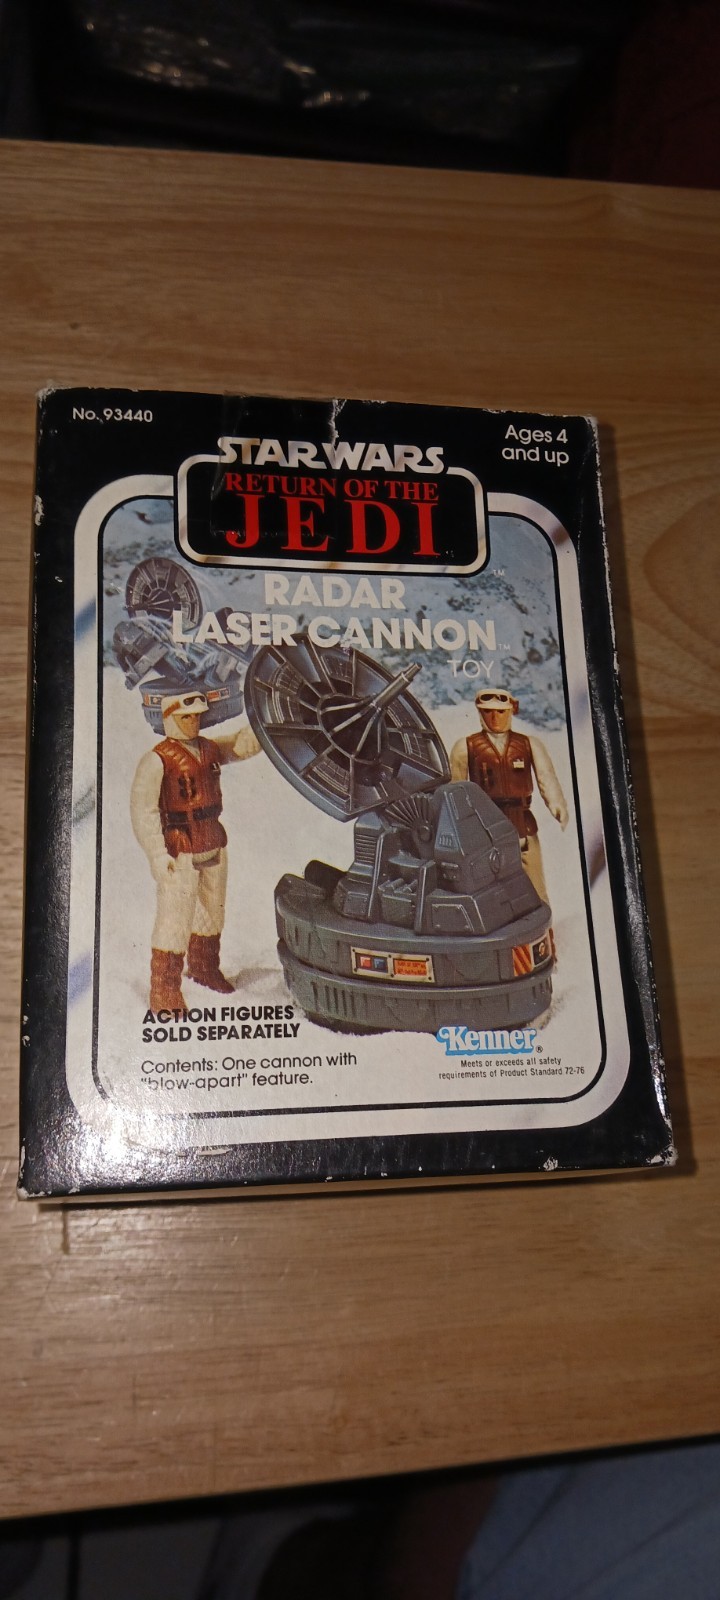 No. 93440
Ages 4
and up
STAR WARS
RETURN OF THE
JEDI
RADAR
LASER CANNON™
TOY
ACTION FIGURES
SOLD SEPARATELY
Contents: One cannon with
"blow-apart" feature.
Kenner®
Meets or exceeds all safety
requirements of Product Standard 72-76